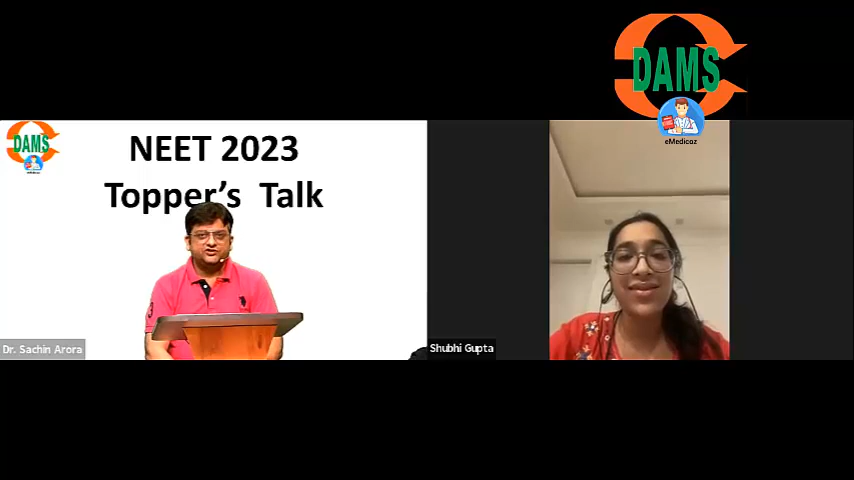 DAMS
eMedicoz
DAMS
NEET 2023
Topper's Talk
Dr. Sachin Arora
Shubhi Gupta